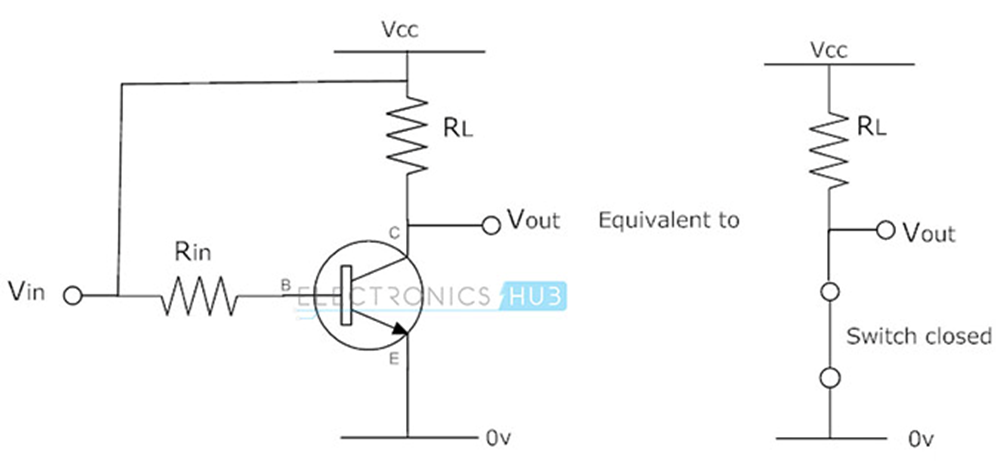 Vcc
RL
C
Vout
Rin
Vin
B
E
0v
ELECTRONICS HUB
Equivalent to
Vcc
RL
Vout
Switch closed
0v